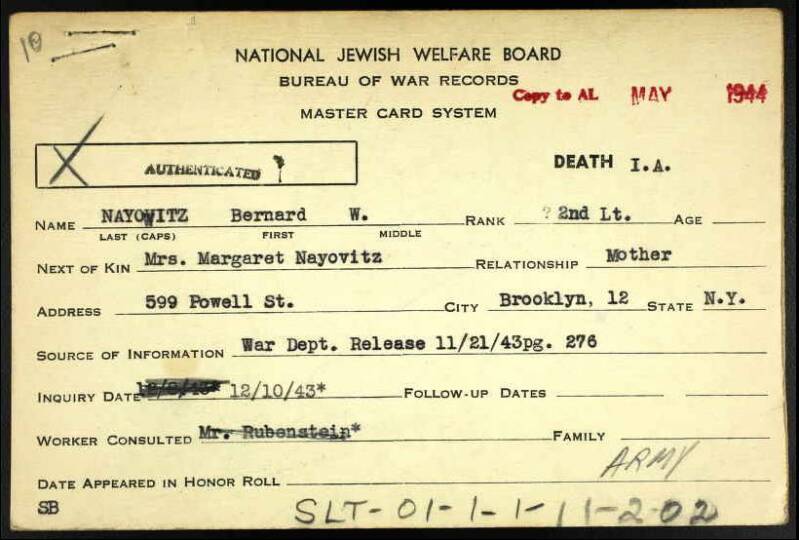 10
NATIONAL JEWISH WELFARE BOARD
BUREAU OF WAR RECORDS
Copy to AL MAY 1944
MASTER CARD SYSTEM
X AUTHENTICATED
DEATH I.A.
NAME NAYOWITZ Bernard W. RANK ? 2nd Lt. AGE
LAST (CAPS) FIRST MIDDLE
NEXT OF KIN Mrs. Margaret Nayovitz RELATIONSHIP Mother
ADDRESS 599 Powell St. CITY Brooklyn, 12 STATE N.Y.
SOURCE OF INFORMATION War Dept. Release 11/21/43pg. 276
INQUIRY DATE 12/10/43* FOLLOW-UP DATES
WORKER CONSULTED Mr. Rubenstein* FAMILY
ARMY
DATE APPEARED IN HONOR ROLL
SB
SLT-01-1-1-11-202